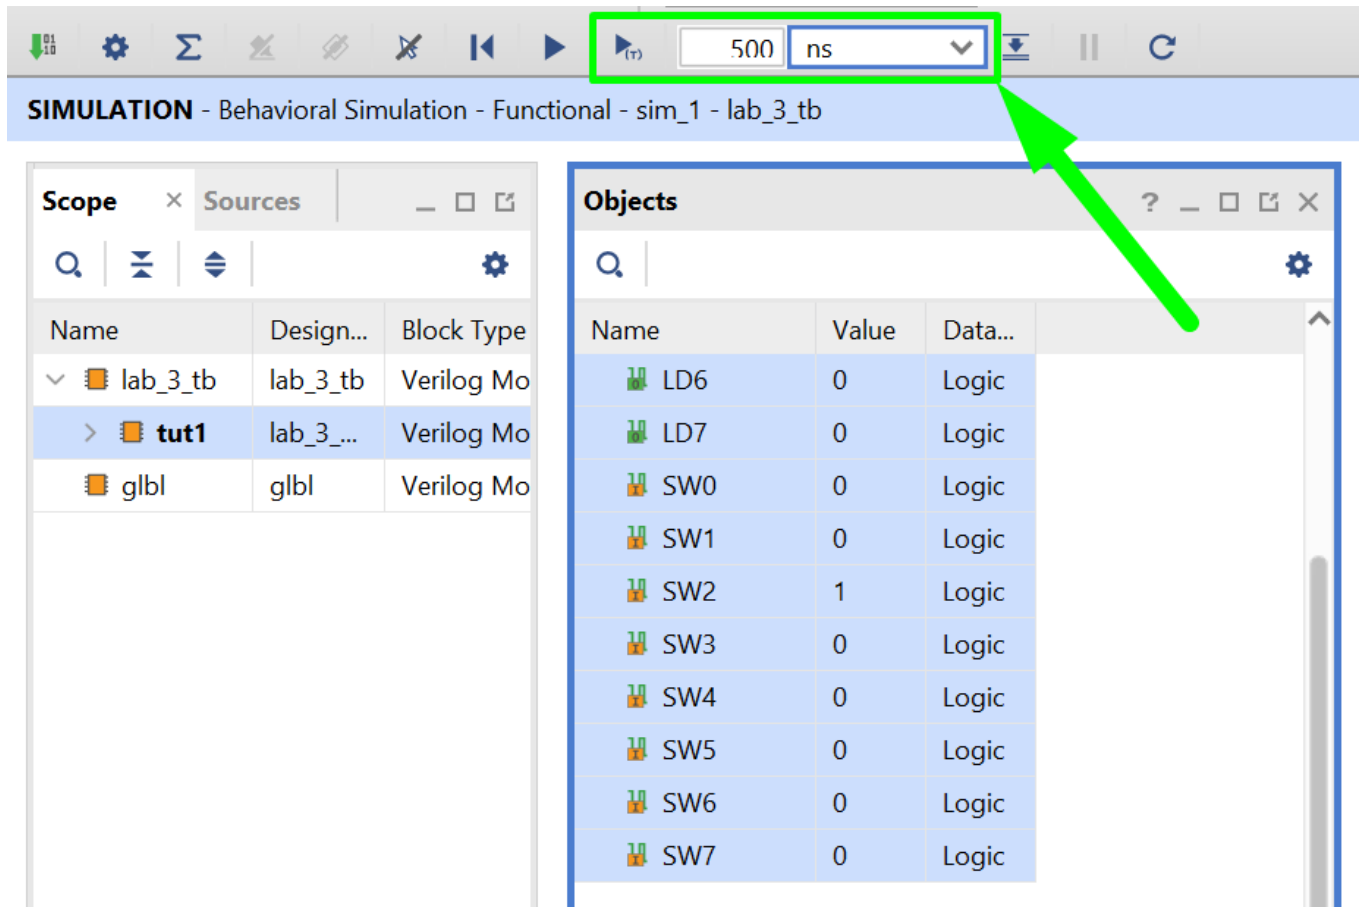 01
10
(T)
500 ns
SIMULATION - Behavioral Simulation - Functional - sim_1 - lab_3_tb
Scope × Sources
Objects ?
Name Design... Block Type
Name Value Data...
lab_3_tb lab_3_tb Verilog Mo
tut1 lab_3_... Verilog Mo
glbl glbl Verilog Mo
LD6 0 Logic
LD7 0 Logic
SW0 0 Logic
SW1 0 Logic
SW2 1 Logic
SW3 0 Logic
SW4 0 Logic
SW5 0 Logic
SW6 0 Logic
SW7 0 Logic